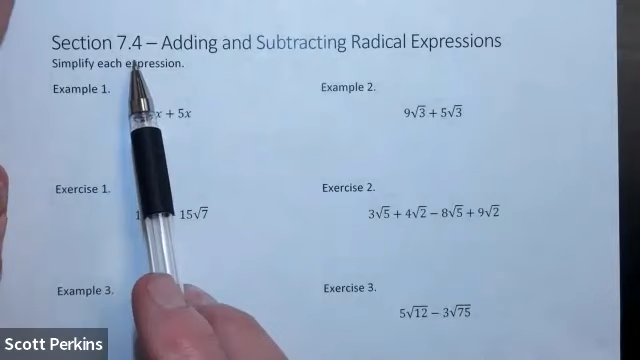 Section 7.4 – Adding and Subtracting Radical Expressions
Simplify each expression.
Example 1.
x + 5x
Example 2.
9√3 + 5√3
Exercise 1.
1 15√7
Exercise 2.
3√5 + 4√2 − 8√5 + 9√2
Example 3.
Exercise 3.
5√12 − 3√75
Scott Perkins